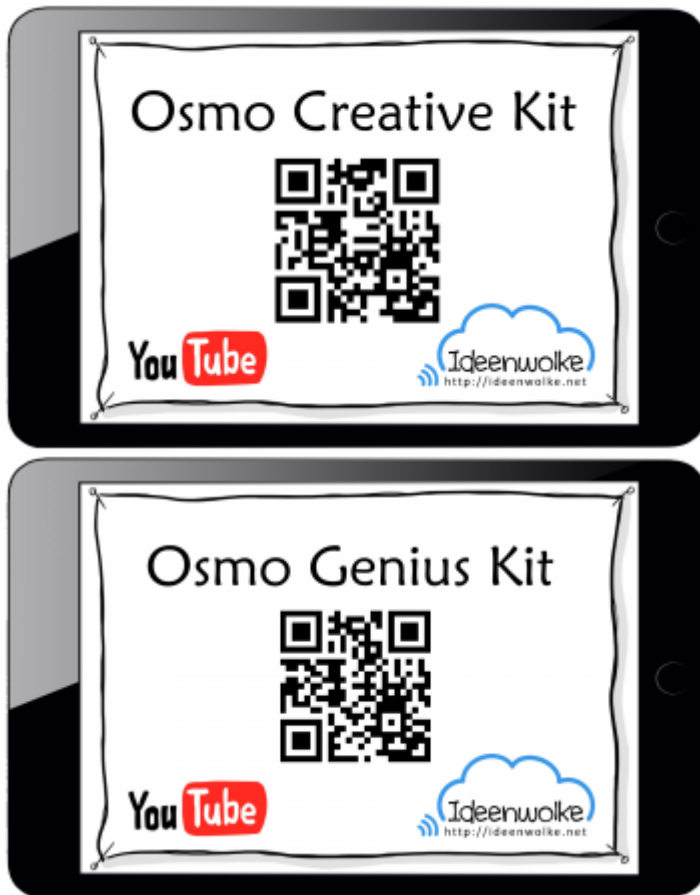 Osmo Creative Kit
YouTube
Ideenwolke
http://ideenwolke.net
Osmo Genius Kit
YouTube
Ideenwolke
http://ideenwolke.net